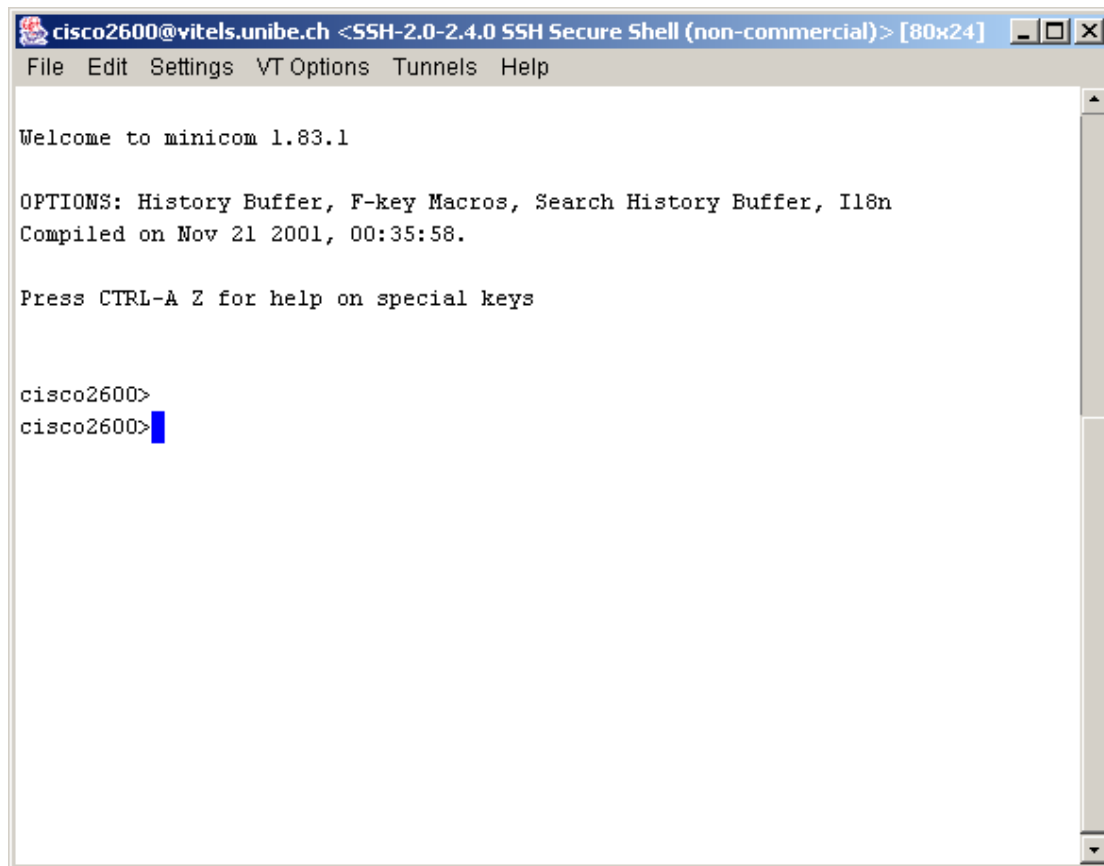 cisco2600@vitels.unibe.ch <SSH-2.0-2.4.0 SSH Secure Shell (non-commercial)> [80x24]
File Edit Settings VT Options Tunnels Help
Welcome to minicom 1.83.1
OPTIONS: History Buffer, F-key Macros, Search History Buffer, I18n
Compiled on Nov 21 2001, 00:35:58.
Press CTRL-A Z for help on special keys
cisco2600>
cisco2600>